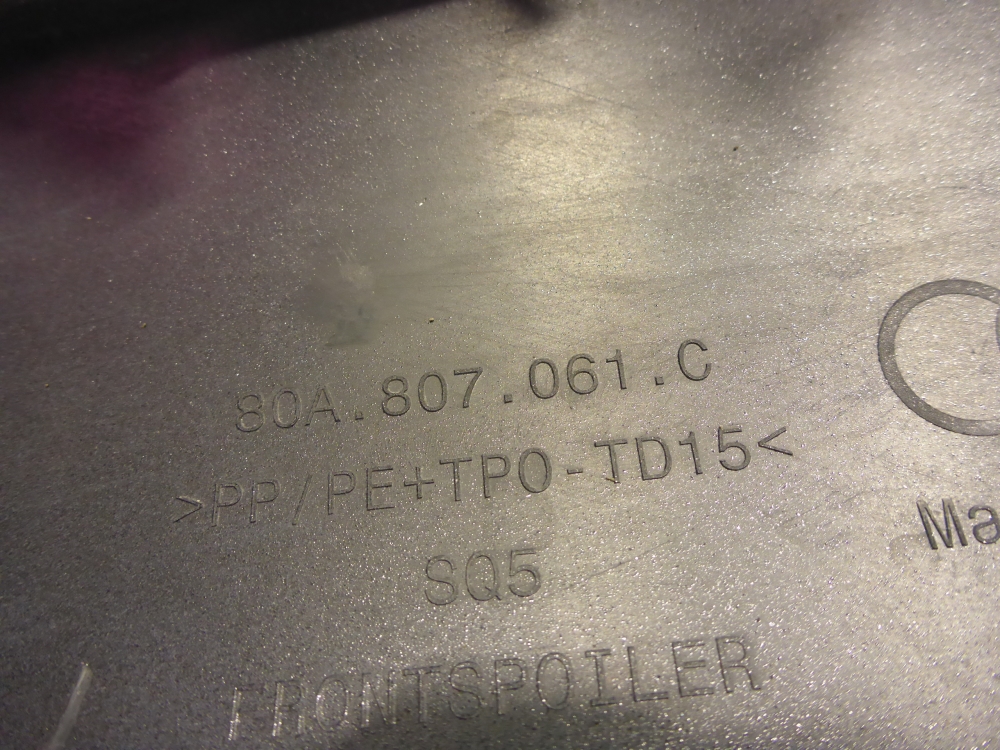 80A.807.061.C
>PP/PE+TPO-TD15<
SQ5
FRONTSPOILER
Ma